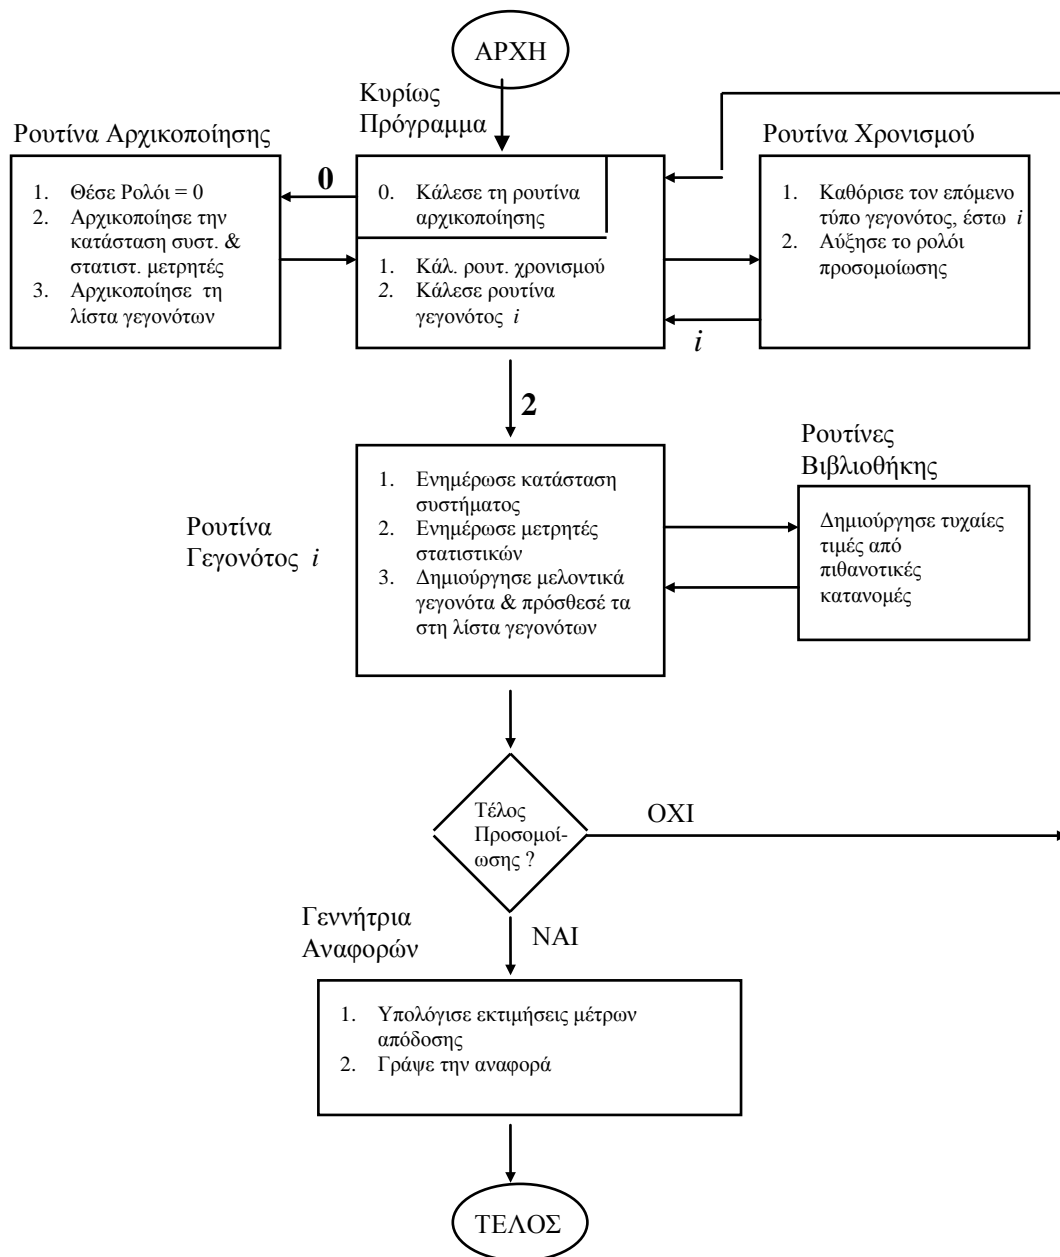 ΑΡΧΗ
Κυρίως
Πρόγραμμα
Ρουτίνα Αρχικοποίησης
Ρουτίνα Χρονισμού
1. Θέσε Ρολόι = 0
2. Αρχικοποίησε την
κατάσταση συστ. &
στατιστ. μετρητές
3. Αρχικοποίησε τη
λίστα γεγονότων
0
0. Κάλεσε τη ρουτίνα
αρχικοποίησης
1. Κάλ. ρουτ. χρονισμού
2. Κάλεσε ρουτίνα
γεγονότος i
1. Καθόρισε τον επόμενο
τύπο γεγονότος, έστω i
2. Αύξησε το ρολόι
προσομοίωσης
i
2
Ρουτίνες
Βιβλιοθήκης
Ρουτίνα
Γεγονότος i
1. Ενημέρωσε κατάσταση
συστήματος
2. Ενημέρωσε μετρητές
στατιστικών
3. Δημιούργησε μελοντικά
γεγονότα & πρόσθεσέ τα
στη λίστα γεγονότων
Δημιούργησε τυχαίες
τιμές από
πιθανοτικές
κατανομές
Τέλος
Προσομοί-
ωσης ?
ΟΧΙ
ΝΑΙ
Γεννήτρια
Αναφορών
1. Υπολόγισε εκτιμήσεις μέτρων
απόδοσης
2. Γράψε την αναφορά
ΤΕΛΟΣ